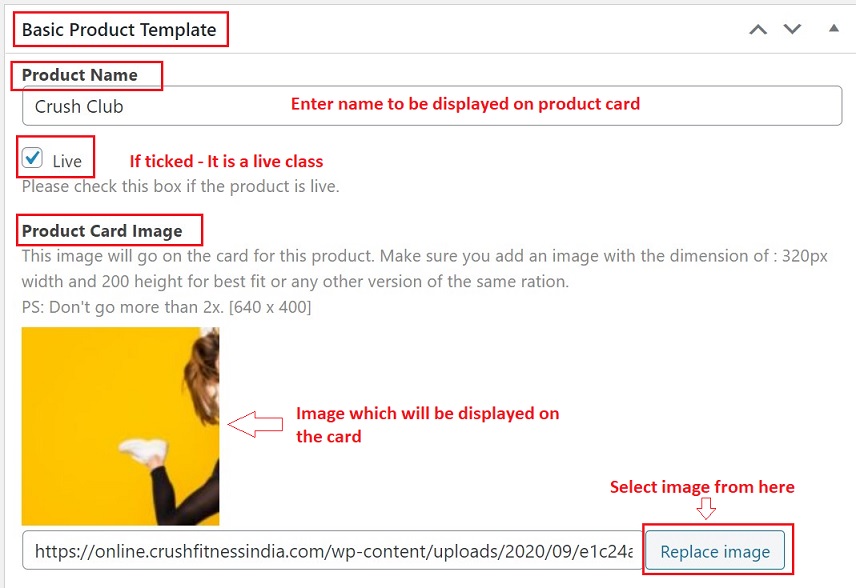 Basic Product Template
Product Name
Crush Club
Enter name to be displayed on product card
Live
If ticked - It is a live class
Please check this box if the product is live.
Product Card Image
This image will go on the card for this product. Make sure you add an image with the dimension of : 320px
width and 200 height for best fit or any other version of the same ration.
PS: Don't go more than 2x. [640 x 400]
Image which will be displayed on
the card
Select image from here
https://online.crushfitnessindia.com/wp-content/uploads/2020/09/e1c24a
Replace image